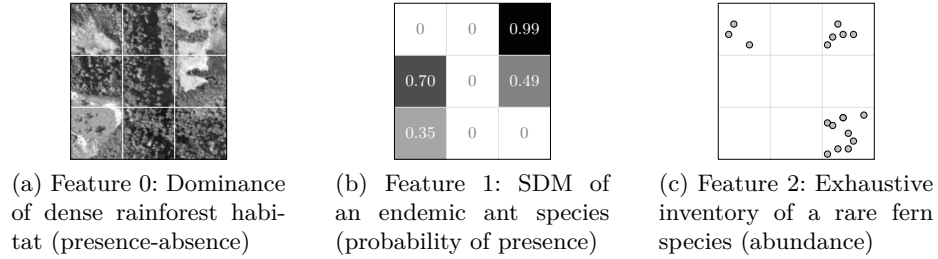 0 0 0.99
0.70 0 0.49
0.35 0 0
(a) Feature 0: Dominance
of dense rainforest habi-
tat (presence-absence)
(b) Feature 1: SDM of
an endemic ant species
(probability of presence)
(c) Feature 2: Exhaustive
inventory of a rare fern
species (abundance)